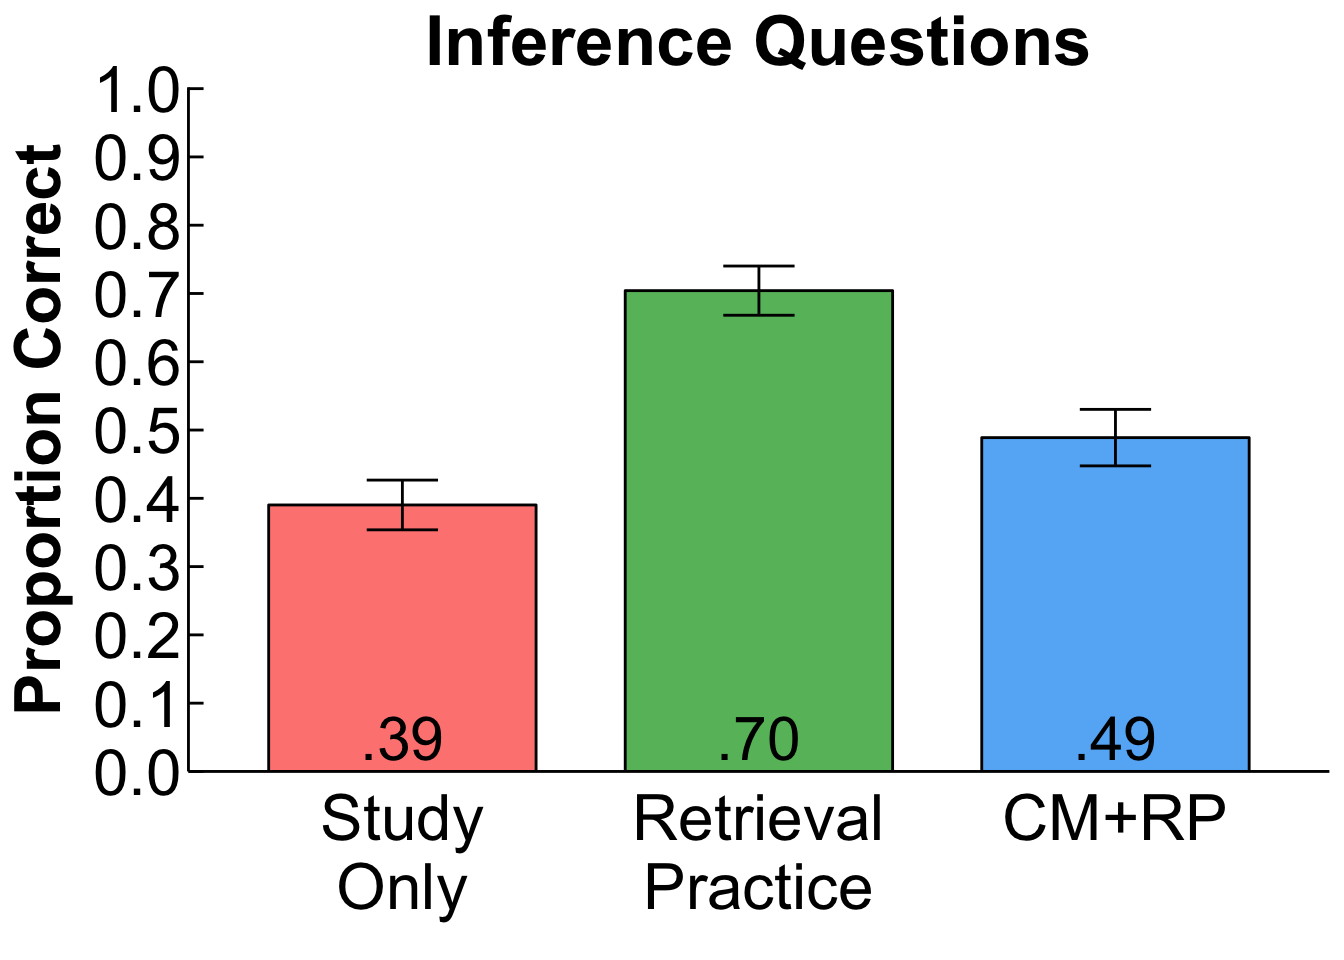 Inference Questions
Proportion Correct
1.0
0.9
0.8
0.7
0.6
0.5
0.4
0.3
0.2
0.1
0.0
.39
.70
.49
Study
Only
Retrieval
Practice
CM+RP